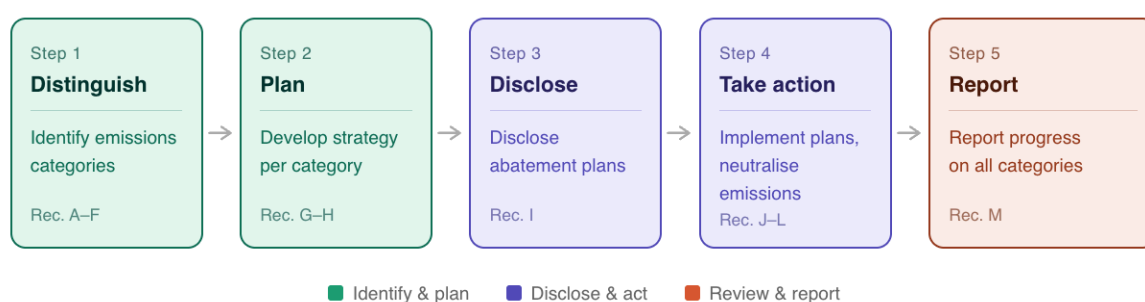 Step 1
Distinguish
Identify emissions
categories
Rec. A–F
Step 2
Plan
Develop strategy
per category
Rec. G–H
Step 3
Disclose
Disclose
abatement plans
Rec. I
Step 4
Take action
Implement plans,
neutralise
emissions
Rec. J–L
Step 5
Report
Report progress
on all categories
Rec. M
Identify & plan
Disclose & act
Review & report